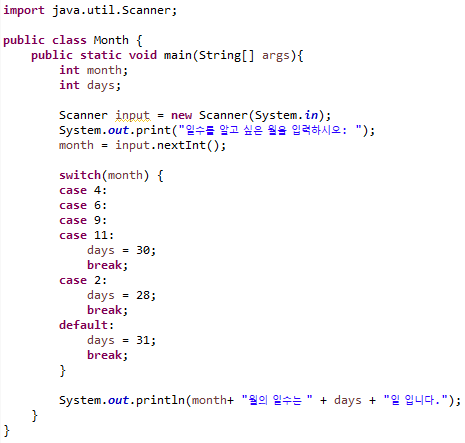 import java.util.Scanner;
public class Month {
public static void main(String[] args){
int month;
int days;
Scanner input = new Scanner(System.in);
System.out.print("일수를 알고 싶은 월을 입력하시오: ");
month = input.nextInt();
switch(month) {
case 4:
case 6:
case 9:
case 11:
days = 30;
break;
case 2:
days = 28;
break;
default:
days = 31;
break;
}
System.out.println(month+ "월의 일수는 " + days + "일 입니다.");
}
}